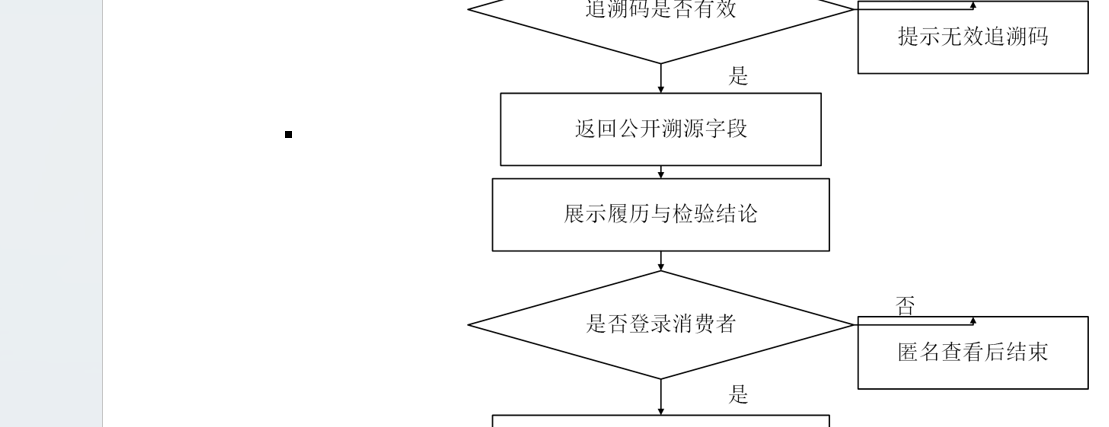 追溯码是否有效
提示无效追溯码
是
返回公开溯源字段
展示履历与检验结论
否
是否登录消费者
匿名查看后结束
是